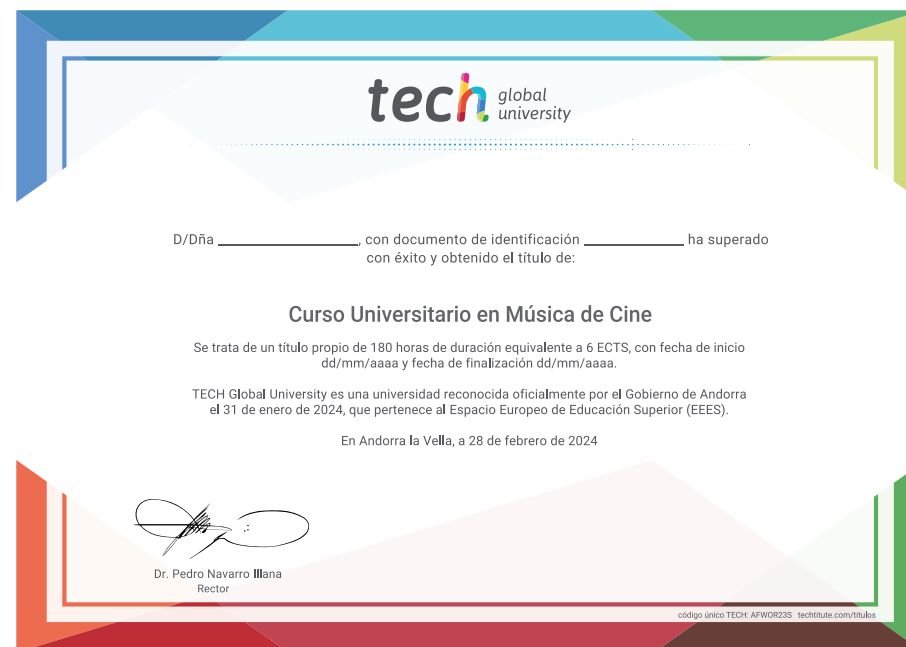 tech global
university
D/Dña ____________________, con documento de identificación ______________ ha superado
con éxito y obtenido el título de:
Curso Universitario en Música de Cine
Se trata de un título propio de 180 horas de duración equivalente a 6 ECTS, con fecha de inicio
dd/mm/aaaa y fecha de finalización dd/mm/aaaa.
TECH Global University es una universidad reconocida oficialmente por el Gobierno de Andorra
el 31 de enero de 2024, que pertenece al Espacio Europeo de Educación Superior (EEES).
En Andorra la Vella, a 28 de febrero de 2024
Dr. Pedro Navarro Illana
Rector
código único TECH: AFWOR23S techtitute.com/titulos